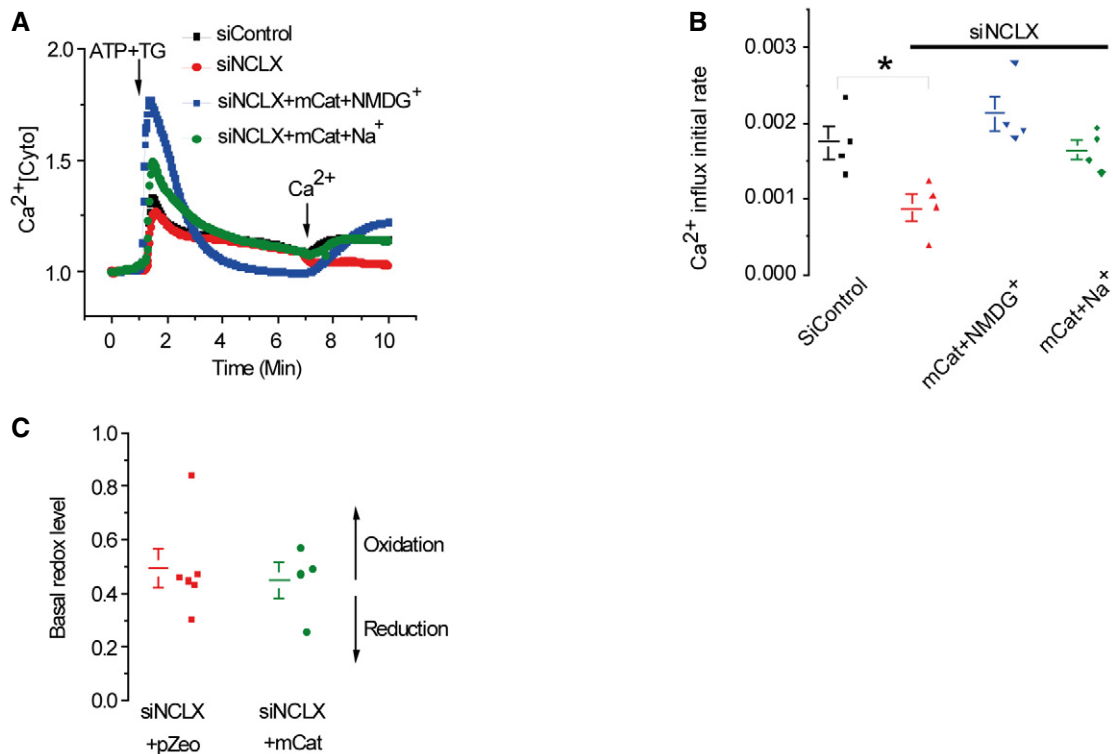 A
ATP+TG
siControl
siNCLX
siNCLX+mCat+NMDG⁺
siNCLX+mCat+Na⁺
Ca²⁺
Ca²⁺[Cyto]
2.0
1.5
1.0
0 2 4 6 8 10
Time (Min)
B
siNCLX
*
Ca²⁺ influx initial rate
0.003
0.002
0.001
0.000
SiControl
mCat+NMDG⁺
mCat+Na⁺
C
Basal redox level
1.0
0.8
0.6
0.4
0.2
0.0
Oxidation
Reduction
siNCLX
+pZeo
siNCLX
+mCat